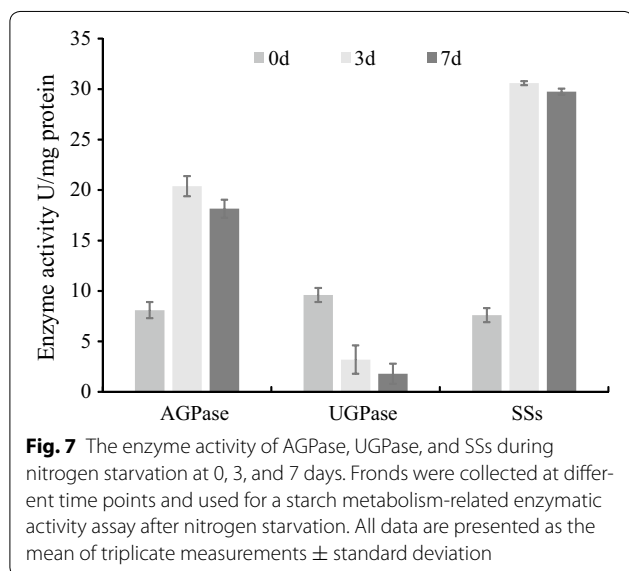 35
30
25
20
15
10
5
0
Enzyme activity U/mg protein
0d 3d 7d
AGPase UGPase SSs
Fig. 7 The enzyme activity of AGPase, UGPase, and SSs during
nitrogen starvation at 0, 3, and 7 days. Fronds were collected at differ-
ent time points and used for a starch metabolism-related enzymatic
activity assay after nitrogen starvation. All data are presented as the
mean of triplicate measurements ± standard deviation